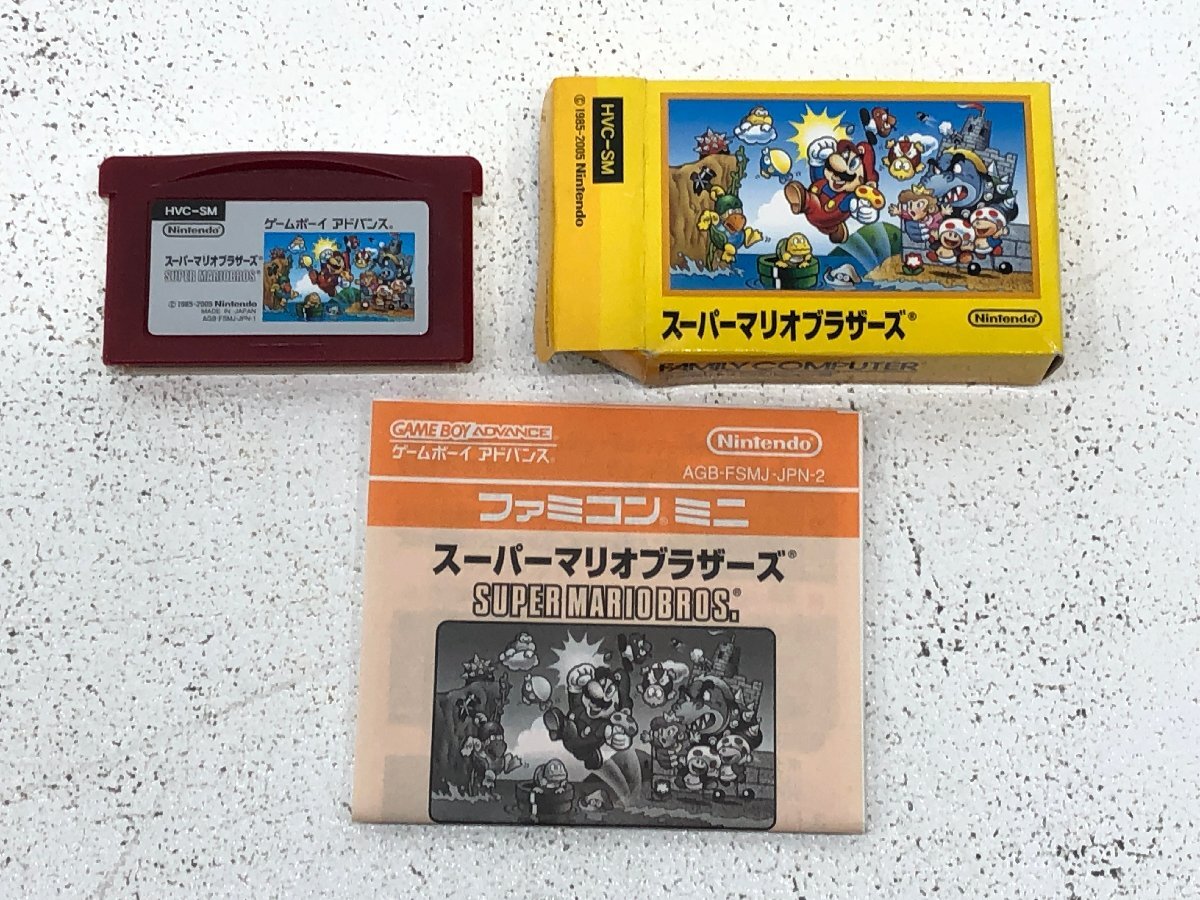 HVC-SM
Nintendo
ゲームボーイ アドバンス®
スーパーマリオブラザーズ®
SUPER MARIO BROS.®
© 1985-2005 Nintendo
MADE IN JAPAN
AGB-FSMJ-JPN-1
HVC-SM
© 1985-2005 Nintendo
スーパーマリオブラザーズ®
Nintendo®
FAMILY COMPUTER
GAME BOY ADVANCE
ゲームボーイ アドバンス®
Nintendo®
AGB-FSMJ-JPN-2
ファミコン®ミニ
スーパーマリオブラザーズ®
SUPER MARIO BROS.®